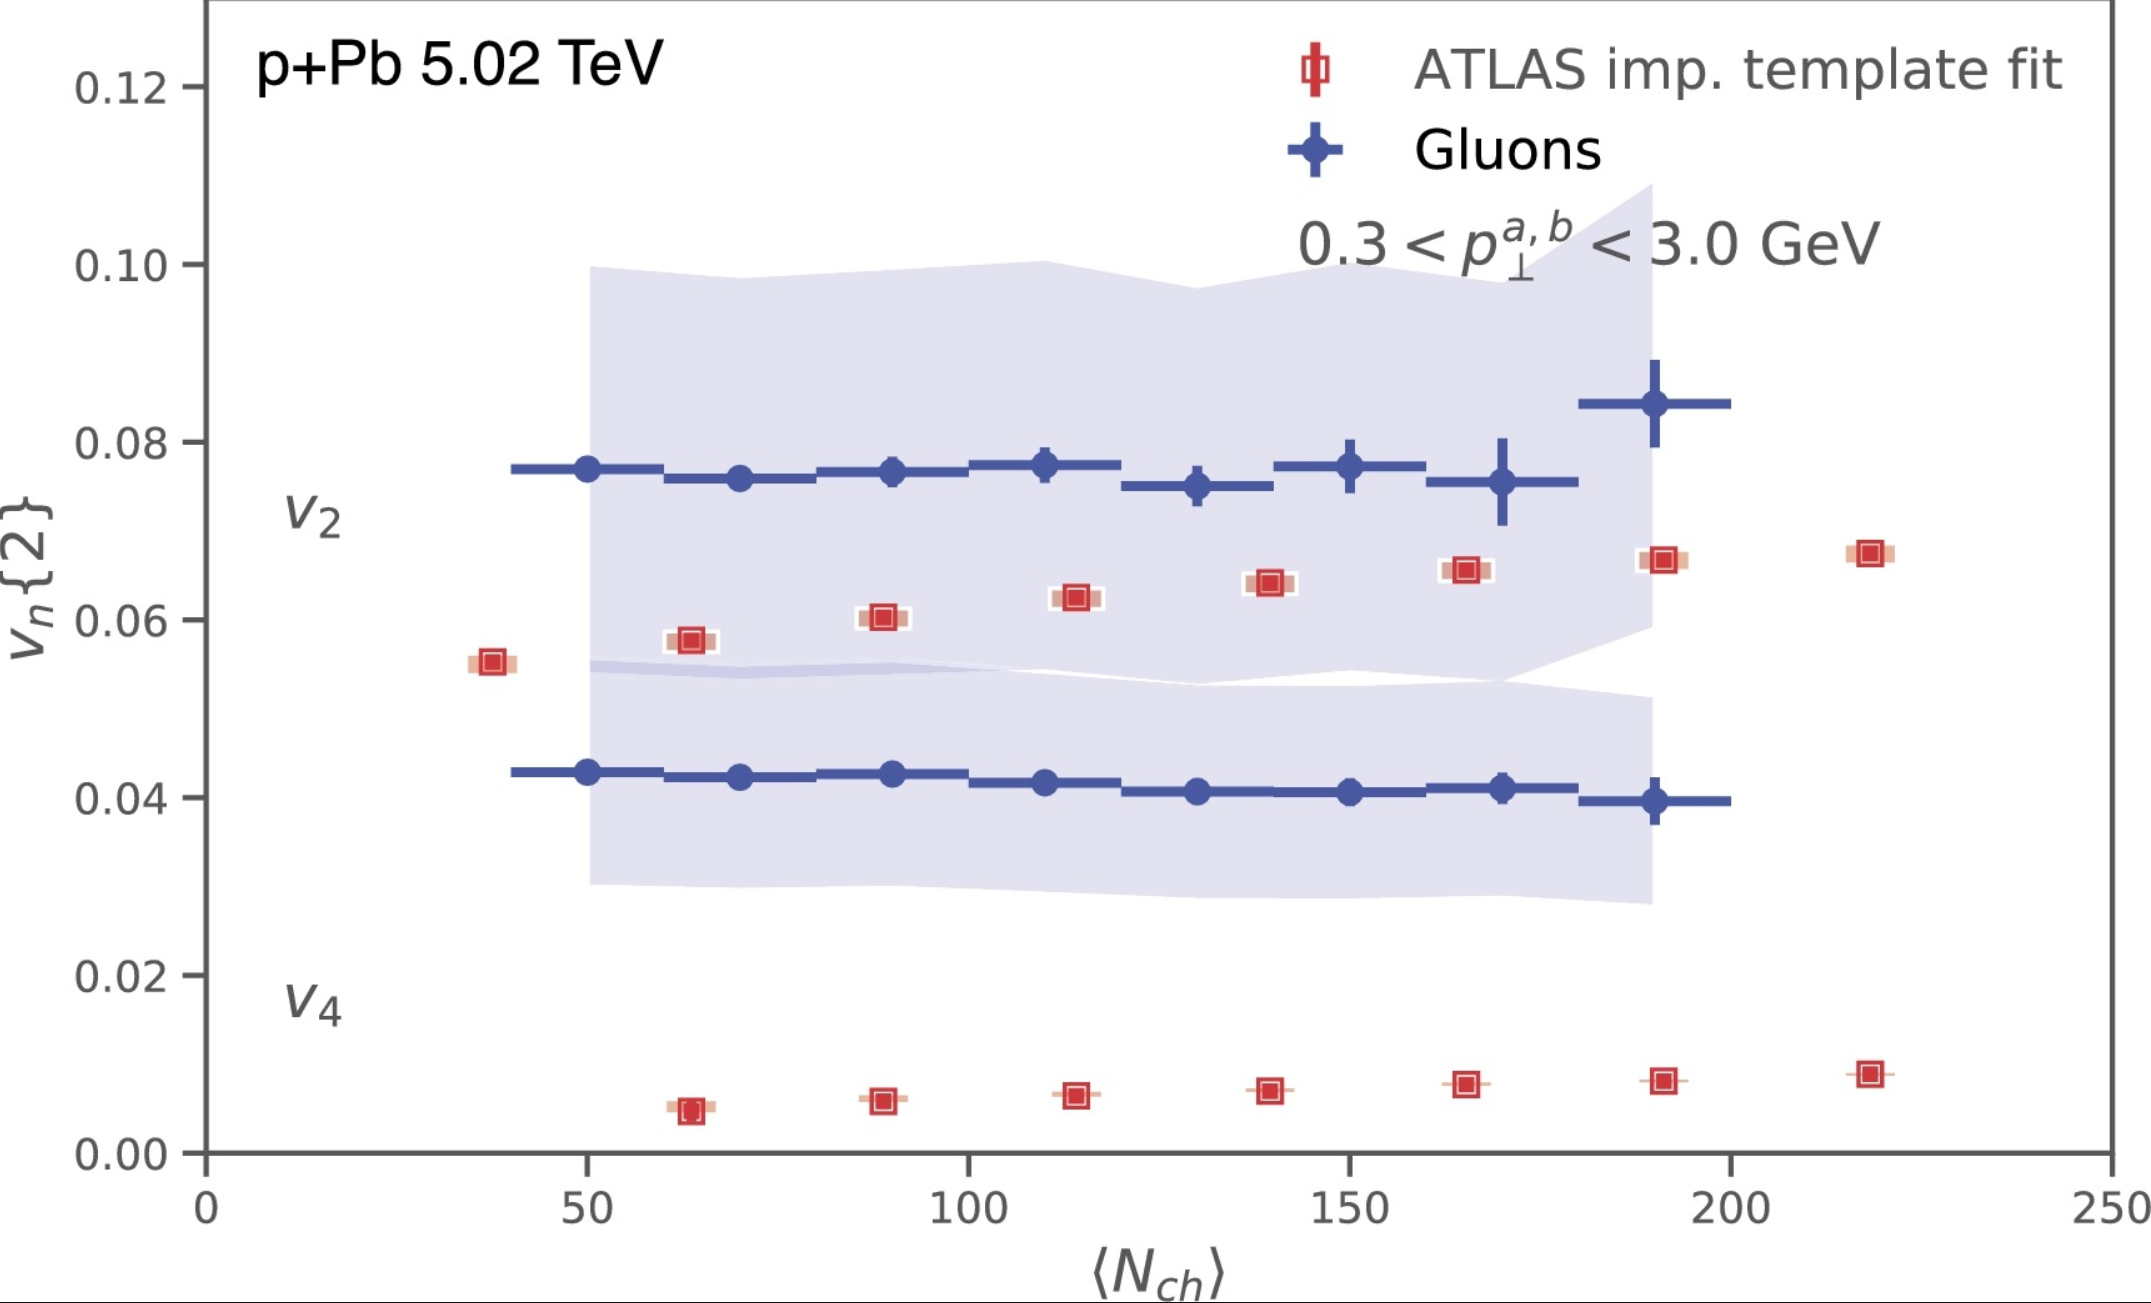 p+Pb 5.02 TeV
ATLAS imp. template fit
Gluons
0.3 < p⊥^{a, b} < 3.0 GeV
v₂
v₄
vₙ{2}
0.12
0.10
0.08
0.06
0.04
0.02
0.00
0 50 100 150 200 250
⟨N_{ch}⟩